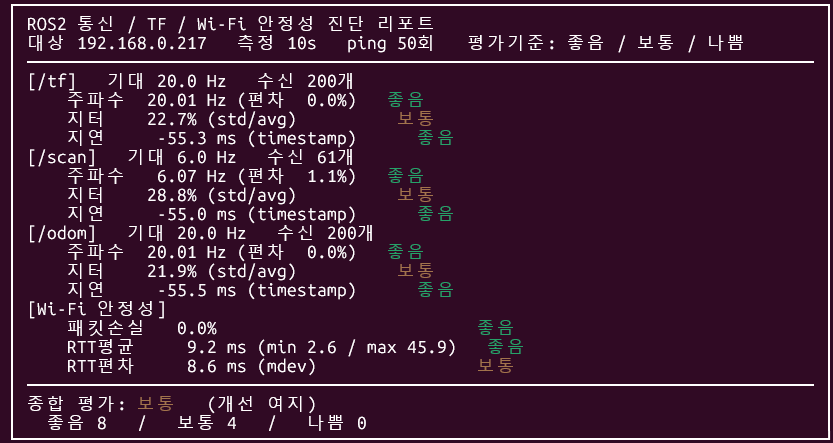 ROS2 통신 / TF / Wi-Fi 안정성 진단 리포트
대상 192.168.0.217 측정 10s ping 50회 평가기준: 좋음 / 보통 / 나쁨
[/tf] 기대 20.0 Hz 수신 200개
주파수 20.01 Hz (편차 0.0%) 좋음
지터 22.7% (std/avg) 보통
지연 -55.3 ms (timestamp) 좋음
[/scan] 기대 6.0 Hz 수신 61개
주파수 6.07 Hz (편차 1.1%) 좋음
지터 28.8% (std/avg) 보통
지연 -55.0 ms (timestamp) 좋음
[/odom] 기대 20.0 Hz 수신 200개
주파수 20.01 Hz (편차 0.0%) 좋음
지터 21.9% (std/avg) 보통
지연 -55.5 ms (timestamp) 좋음
[Wi-Fi 안정성]
패킷손실 0.0% 좋음
RTT평균 9.2 ms (min 2.6 / max 45.9) 좋음
RTT편차 8.6 ms (mdev) 보통
종합 평가: 보통 (개선 여지)
좋음 8 / 보통 4 / 나쁨 0